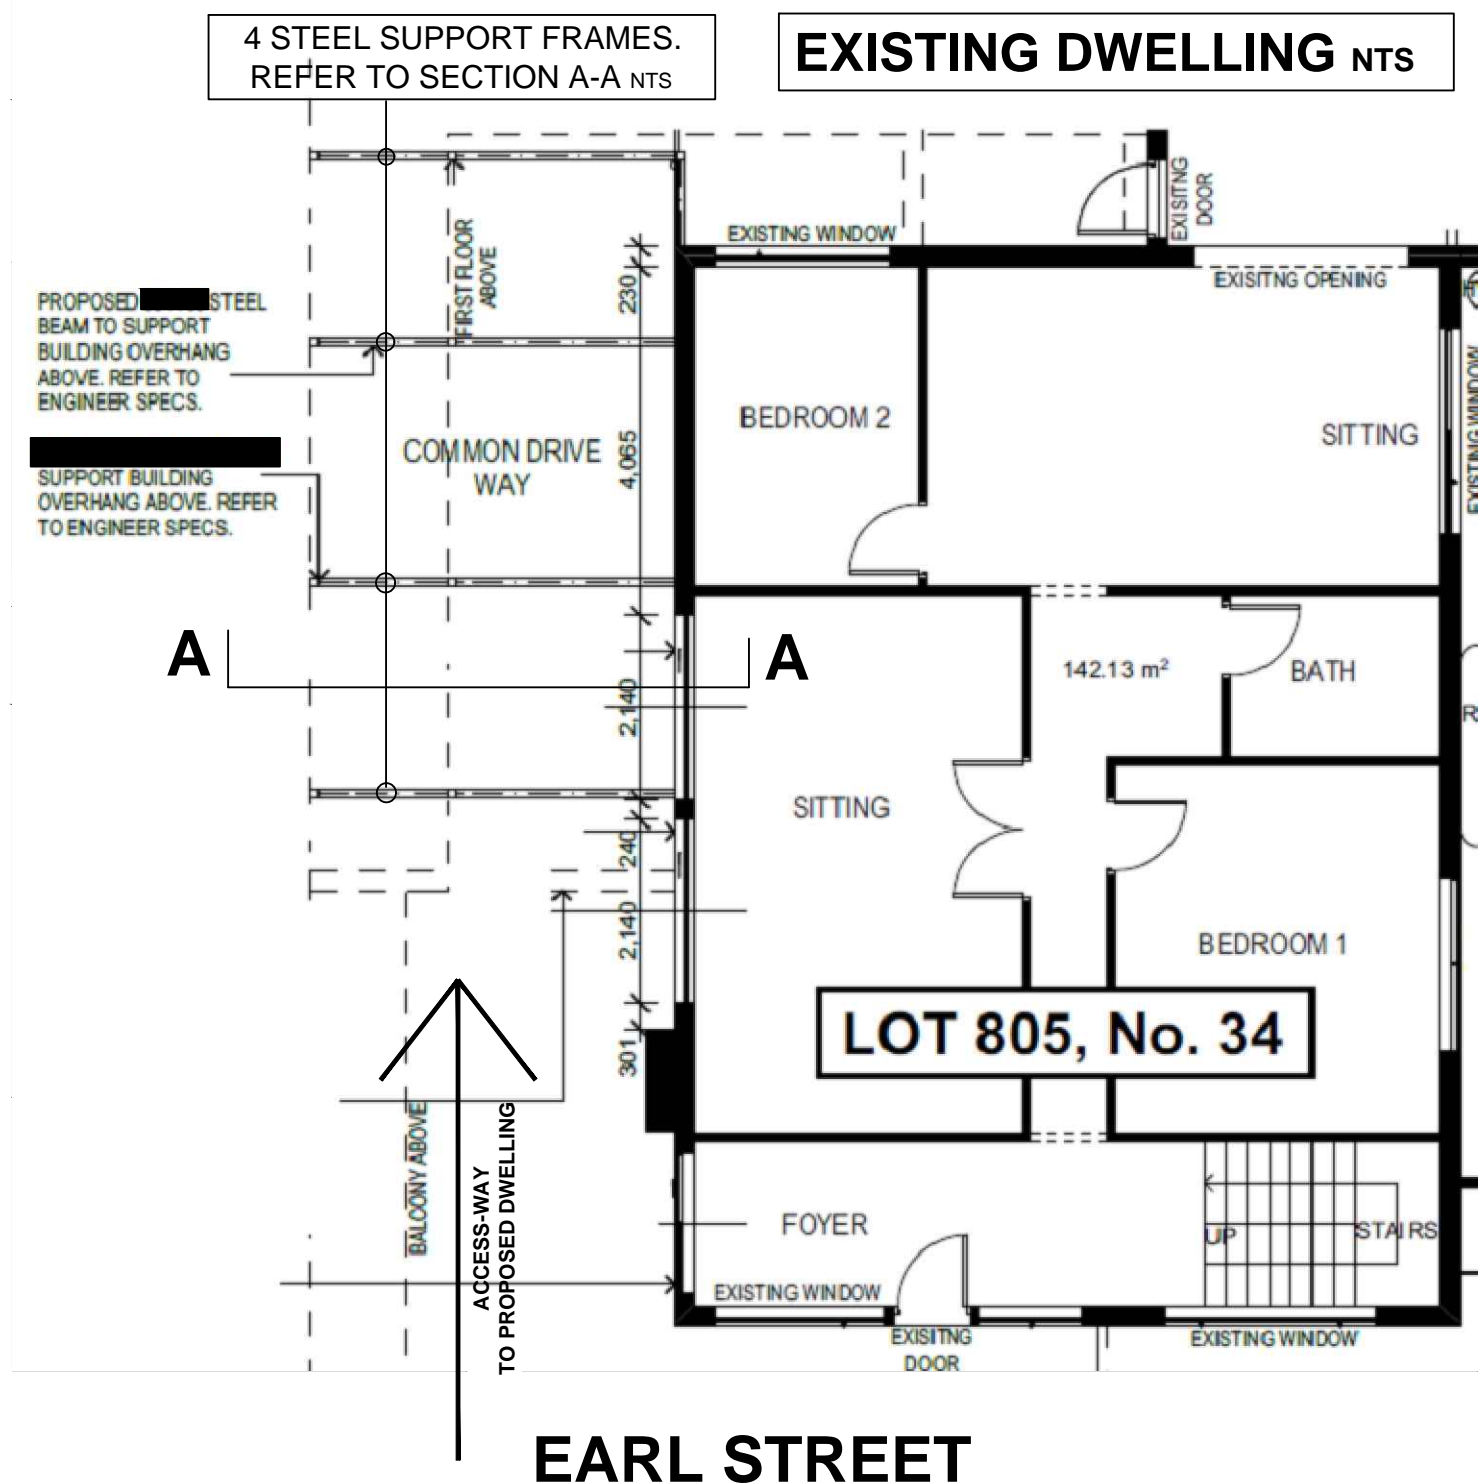 4 STEEL SUPPORT FRAMES.
REFER TO SECTION A-A NTS
EXISTING DWELLING NTS
EXISITNG
DOOR
EXISTING WINDOW
EXISITNG OPENING
FIRST FLOOR
ABOVE
230
PROPOSED STEEL
BEAM TO SUPPORT
BUILDING OVERHANG
ABOVE. REFER TO
ENGINEER SPECS.
EXISTING WINDOW
BEDROOM 2
SITTING
COMMON DRIVE
WAY
4,065
SUPPORT BUILDING
OVERHANG ABOVE. REFER
TO ENGINEER SPECS.
A
A
142.13 m²
BATH
2,140
SITTING
240
2,140
BEDROOM 1
LOT 805, No. 34
301
BALCONY ABOVE
ACCESS-WAY
TO PROPOSED DWELLING
FOYER
UP
STAIRS
EXISTING WINDOW
EXISITNG
DOOR
EXISTING WINDOW
EARL STREET